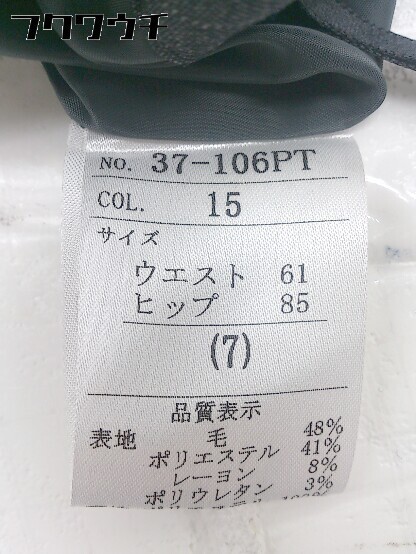 フクワウチ
NO. 37-106PT
COL. 15
サイズ
ウエスト 61
ヒップ 85
(7)
品質表示
表地 毛 48%
ポリエステル 41%
レーヨン 8%
ポリウレタン 3%